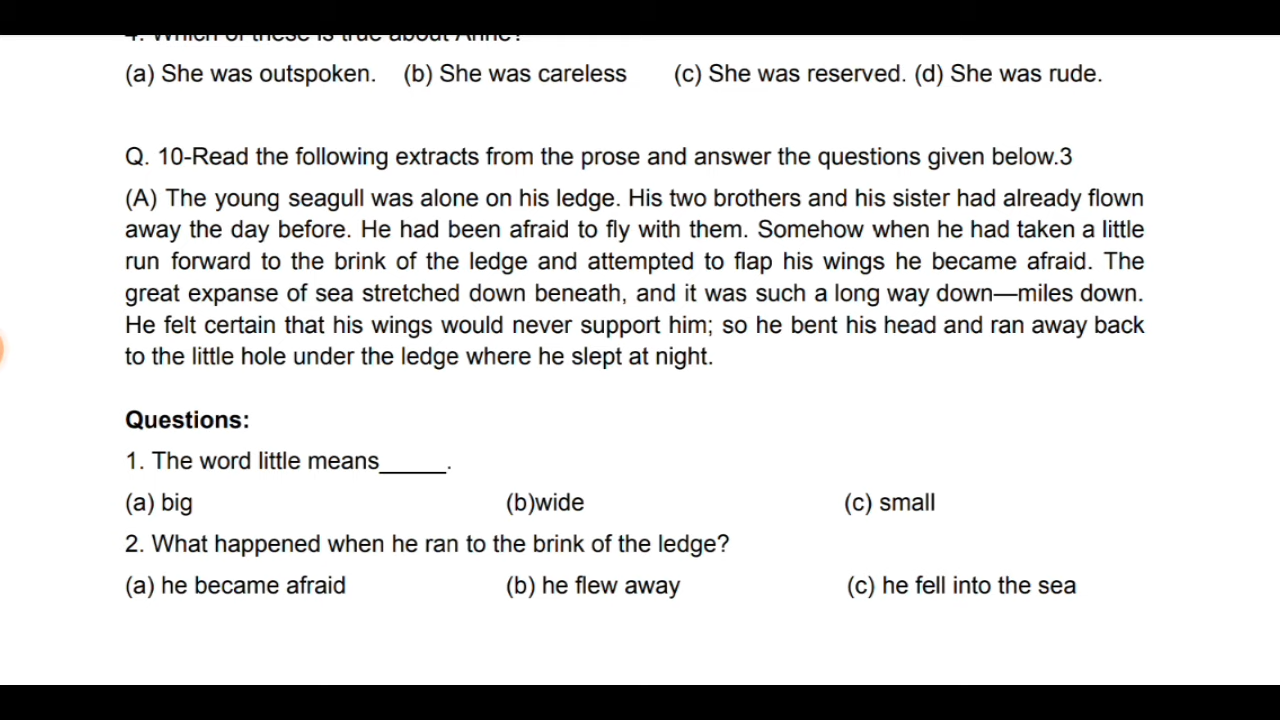 4. Which of these is true about Anne?
(a) She was outspoken. (b) She was careless (c) She was reserved. (d) She was rude.
Q. 10-Read the following extracts from the prose and answer the questions given below.3
(A) The young seagull was alone on his ledge. His two brothers and his sister had already flown
away the day before. He had been afraid to fly with them. Somehow when he had taken a little
run forward to the brink of the ledge and attempted to flap his wings he became afraid. The
great expanse of sea stretched down beneath, and it was such a long way down—miles down.
He felt certain that his wings would never support him; so he bent his head and ran away back
to the little hole under the ledge where he slept at night.
Questions:
1. The word little means_____.
(a) big (b)wide (c) small
2. What happened when he ran to the brink of the ledge?
(a) he became afraid (b) he flew away (c) he fell into the sea